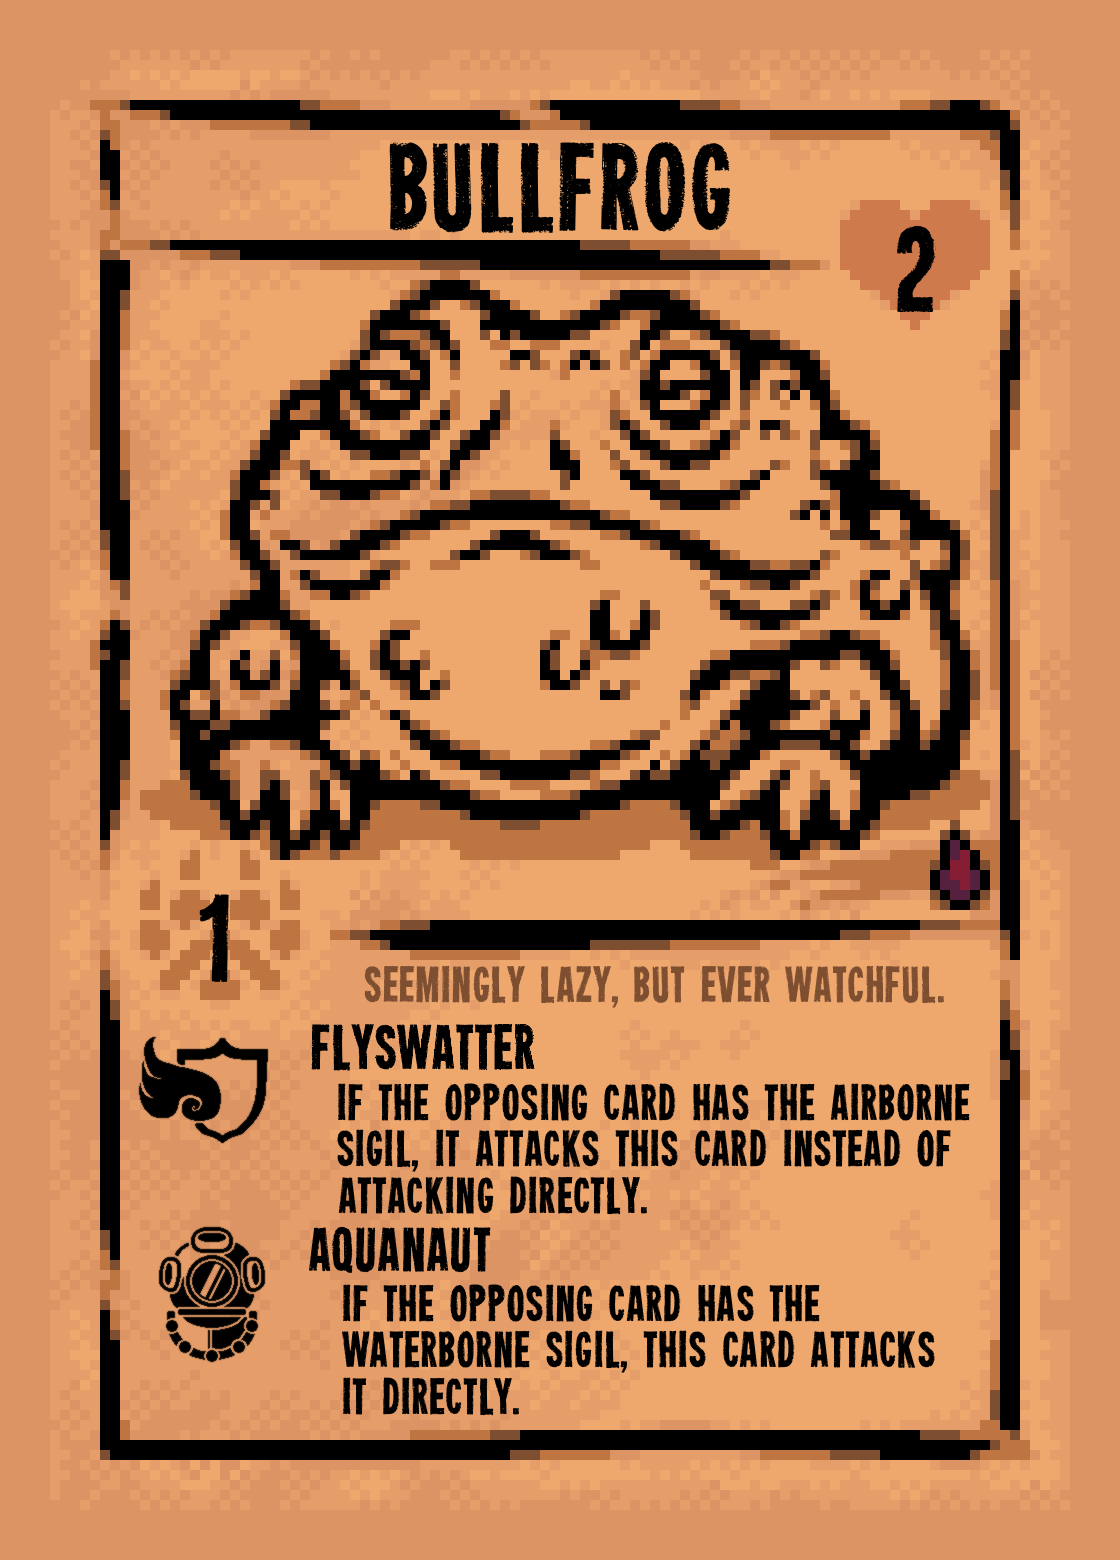 BULLFROG
2
1
SEEMINGLY LAZY, BUT EVER WATCHFUL.
FLYSWATTER
IF THE OPPOSING CARD HAS THE AIRBORNE
SIGIL, IT ATTACKS THIS CARD INSTEAD OF
ATTACKING DIRECTLY.
AQUANAUT
IF THE OPPOSING CARD HAS THE
WATERBORNE SIGIL, THIS CARD ATTACKS
IT DIRECTLY.